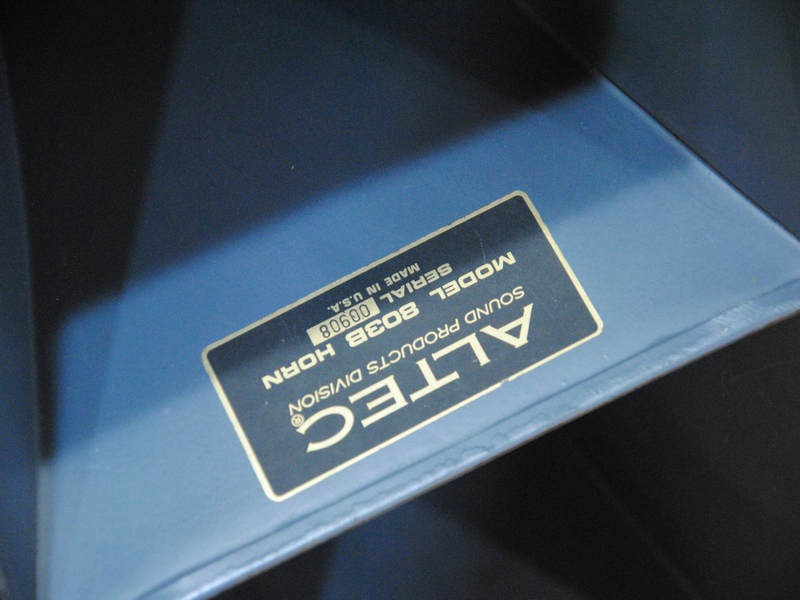 ALTEC®
SOUND PRODUCTS DIVISION
MODEL 803B HORN
SERIAL 00908
MADE IN U.S.A.